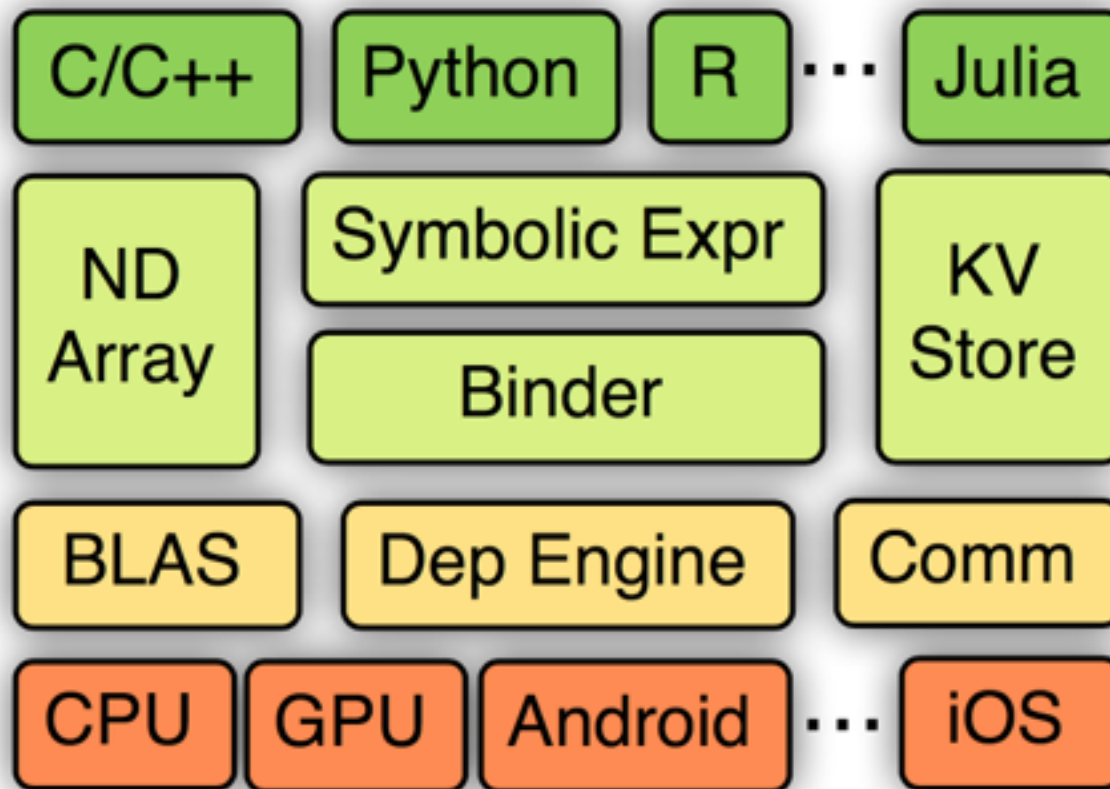 C/C++ Python R ... Julia
ND Array
Symbolic Expr
Binder
KV Store
BLAS Dep Engine Comm
CPU GPU Android ... iOS